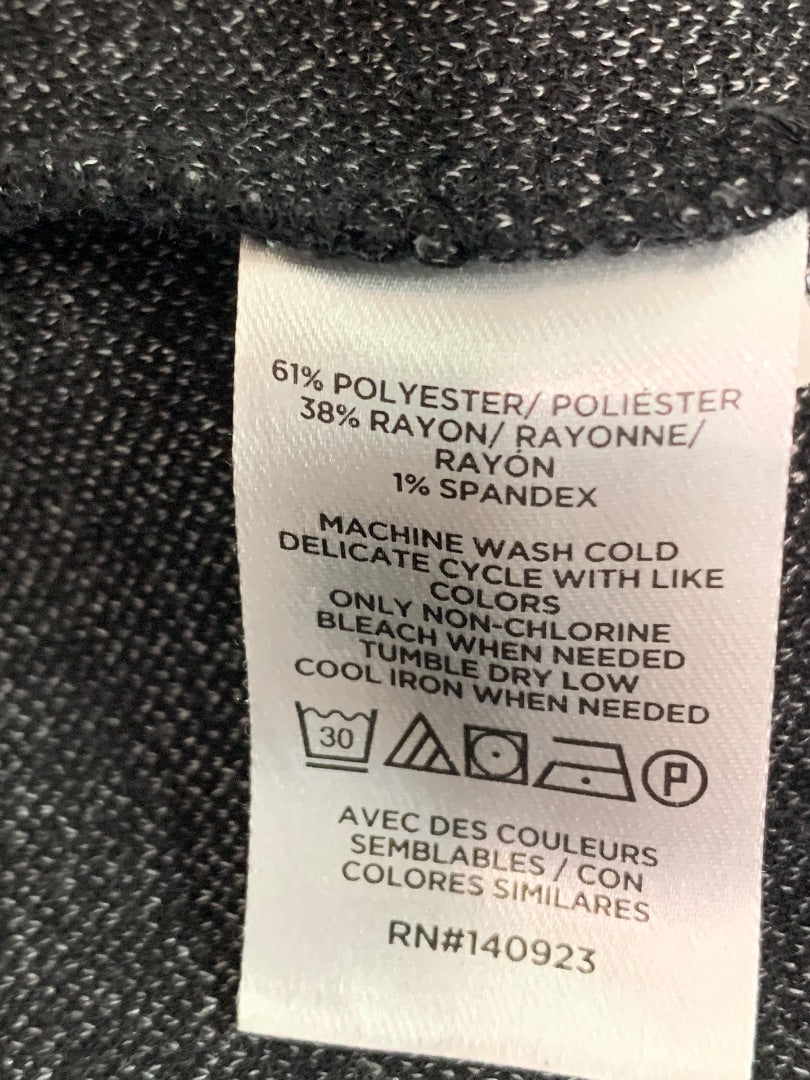 61% POLYESTER/ POLIÉSTER
38% RAYON/ RAYONNE/
RAYÓN
1% SPANDEX
MACHINE WASH COLD
DELICATE CYCLE WITH LIKE
COLORS
ONLY NON-CHLORINE
BLEACH WHEN NEEDED
TUMBLE DRY LOW
COOL IRON WHEN NEEDED
30 P
AVEC DES COULEURS
SEMBLABLES / CON
COLORES SIMILARES
RN#140923